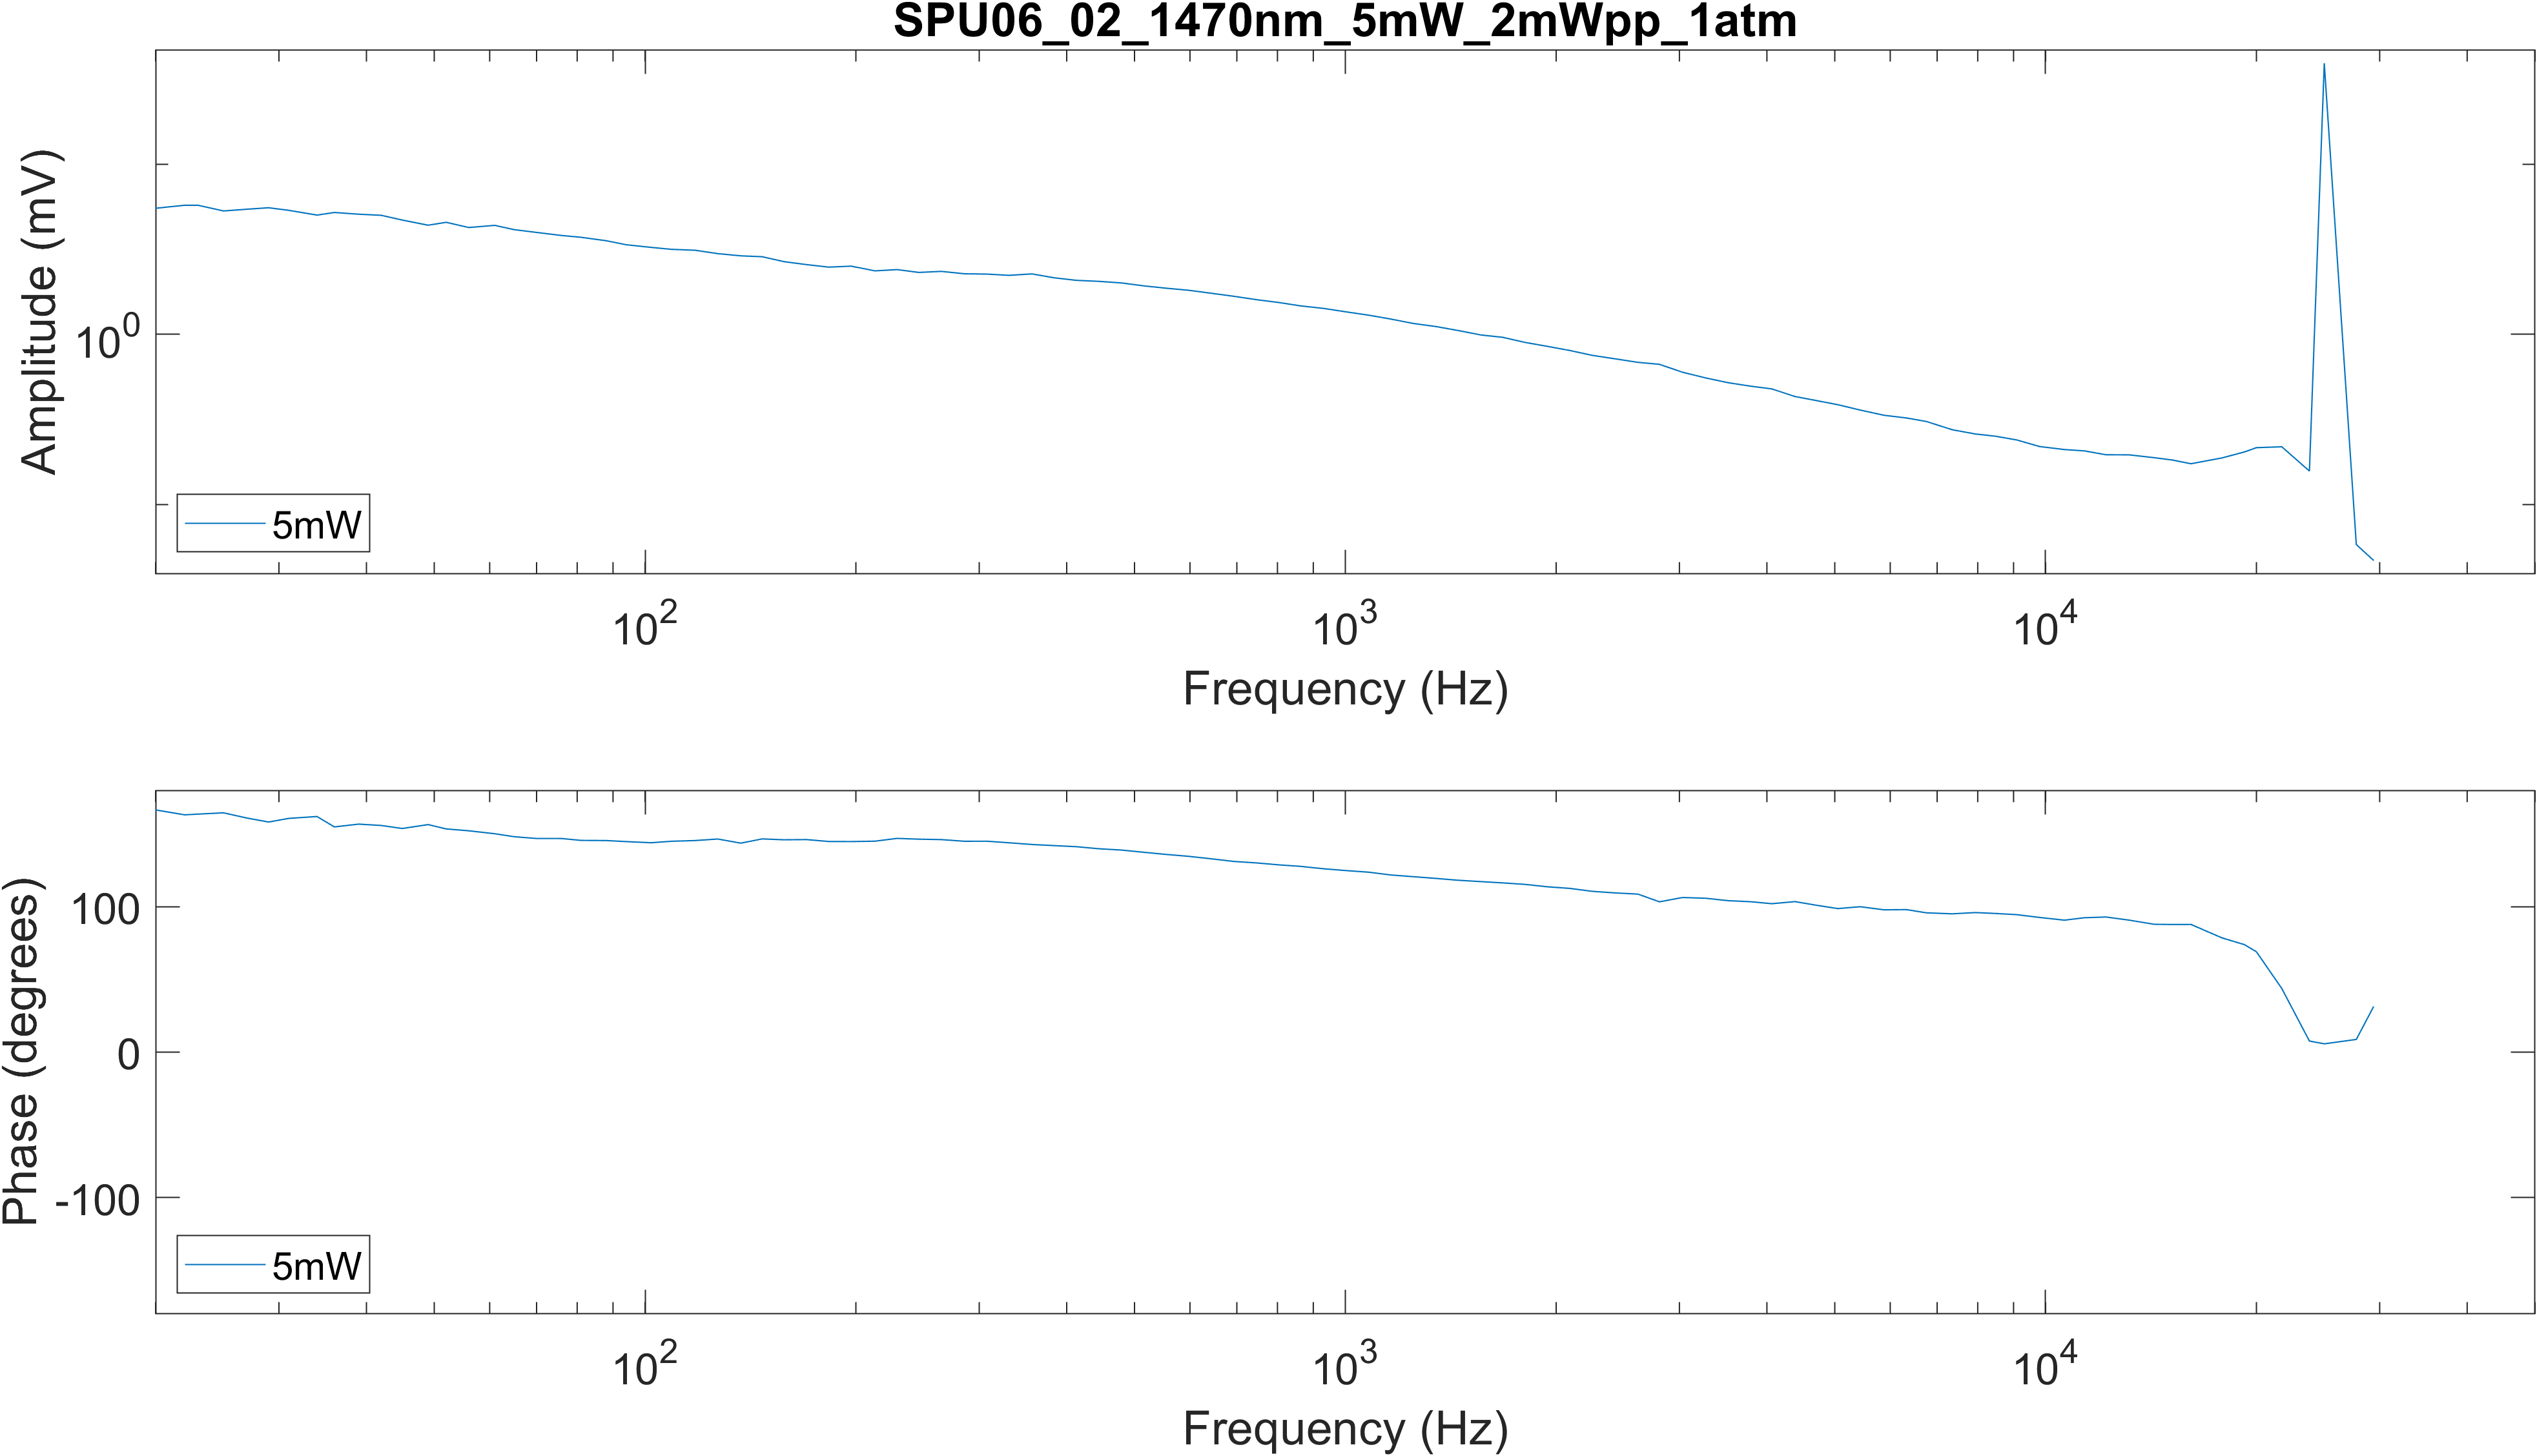 SPU06_02_1470nm_5mW_2mWpp_1atm
Amplitude (mV)
10^0
5mW
10^2 10^3 10^4
Frequency (Hz)
Phase (degrees)
100
0
-100
5mW
10^2 10^3 10^4
Frequency (Hz)